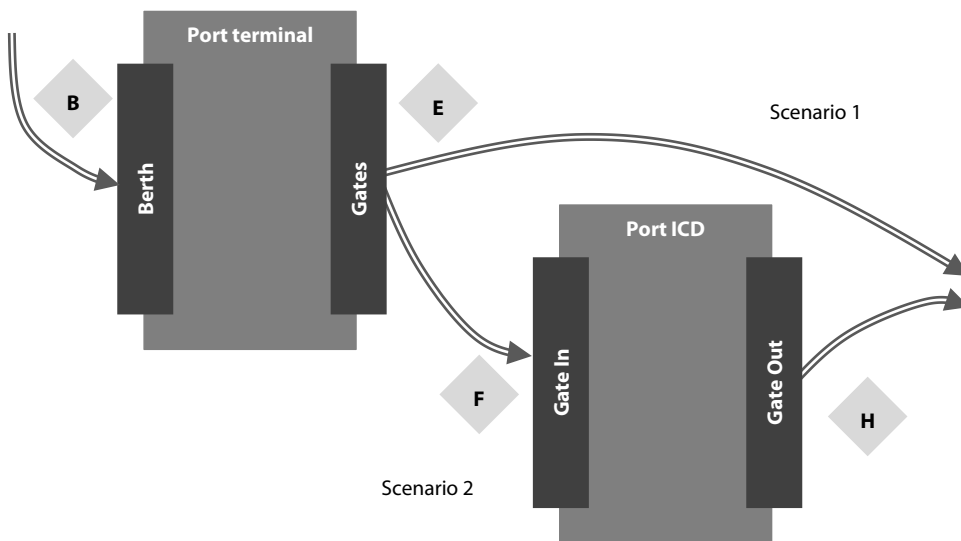 Port terminal
B
E
Scenario 1
Berth
Gates
Port ICD
Gate In
Gate Out
F
H
Scenario 2